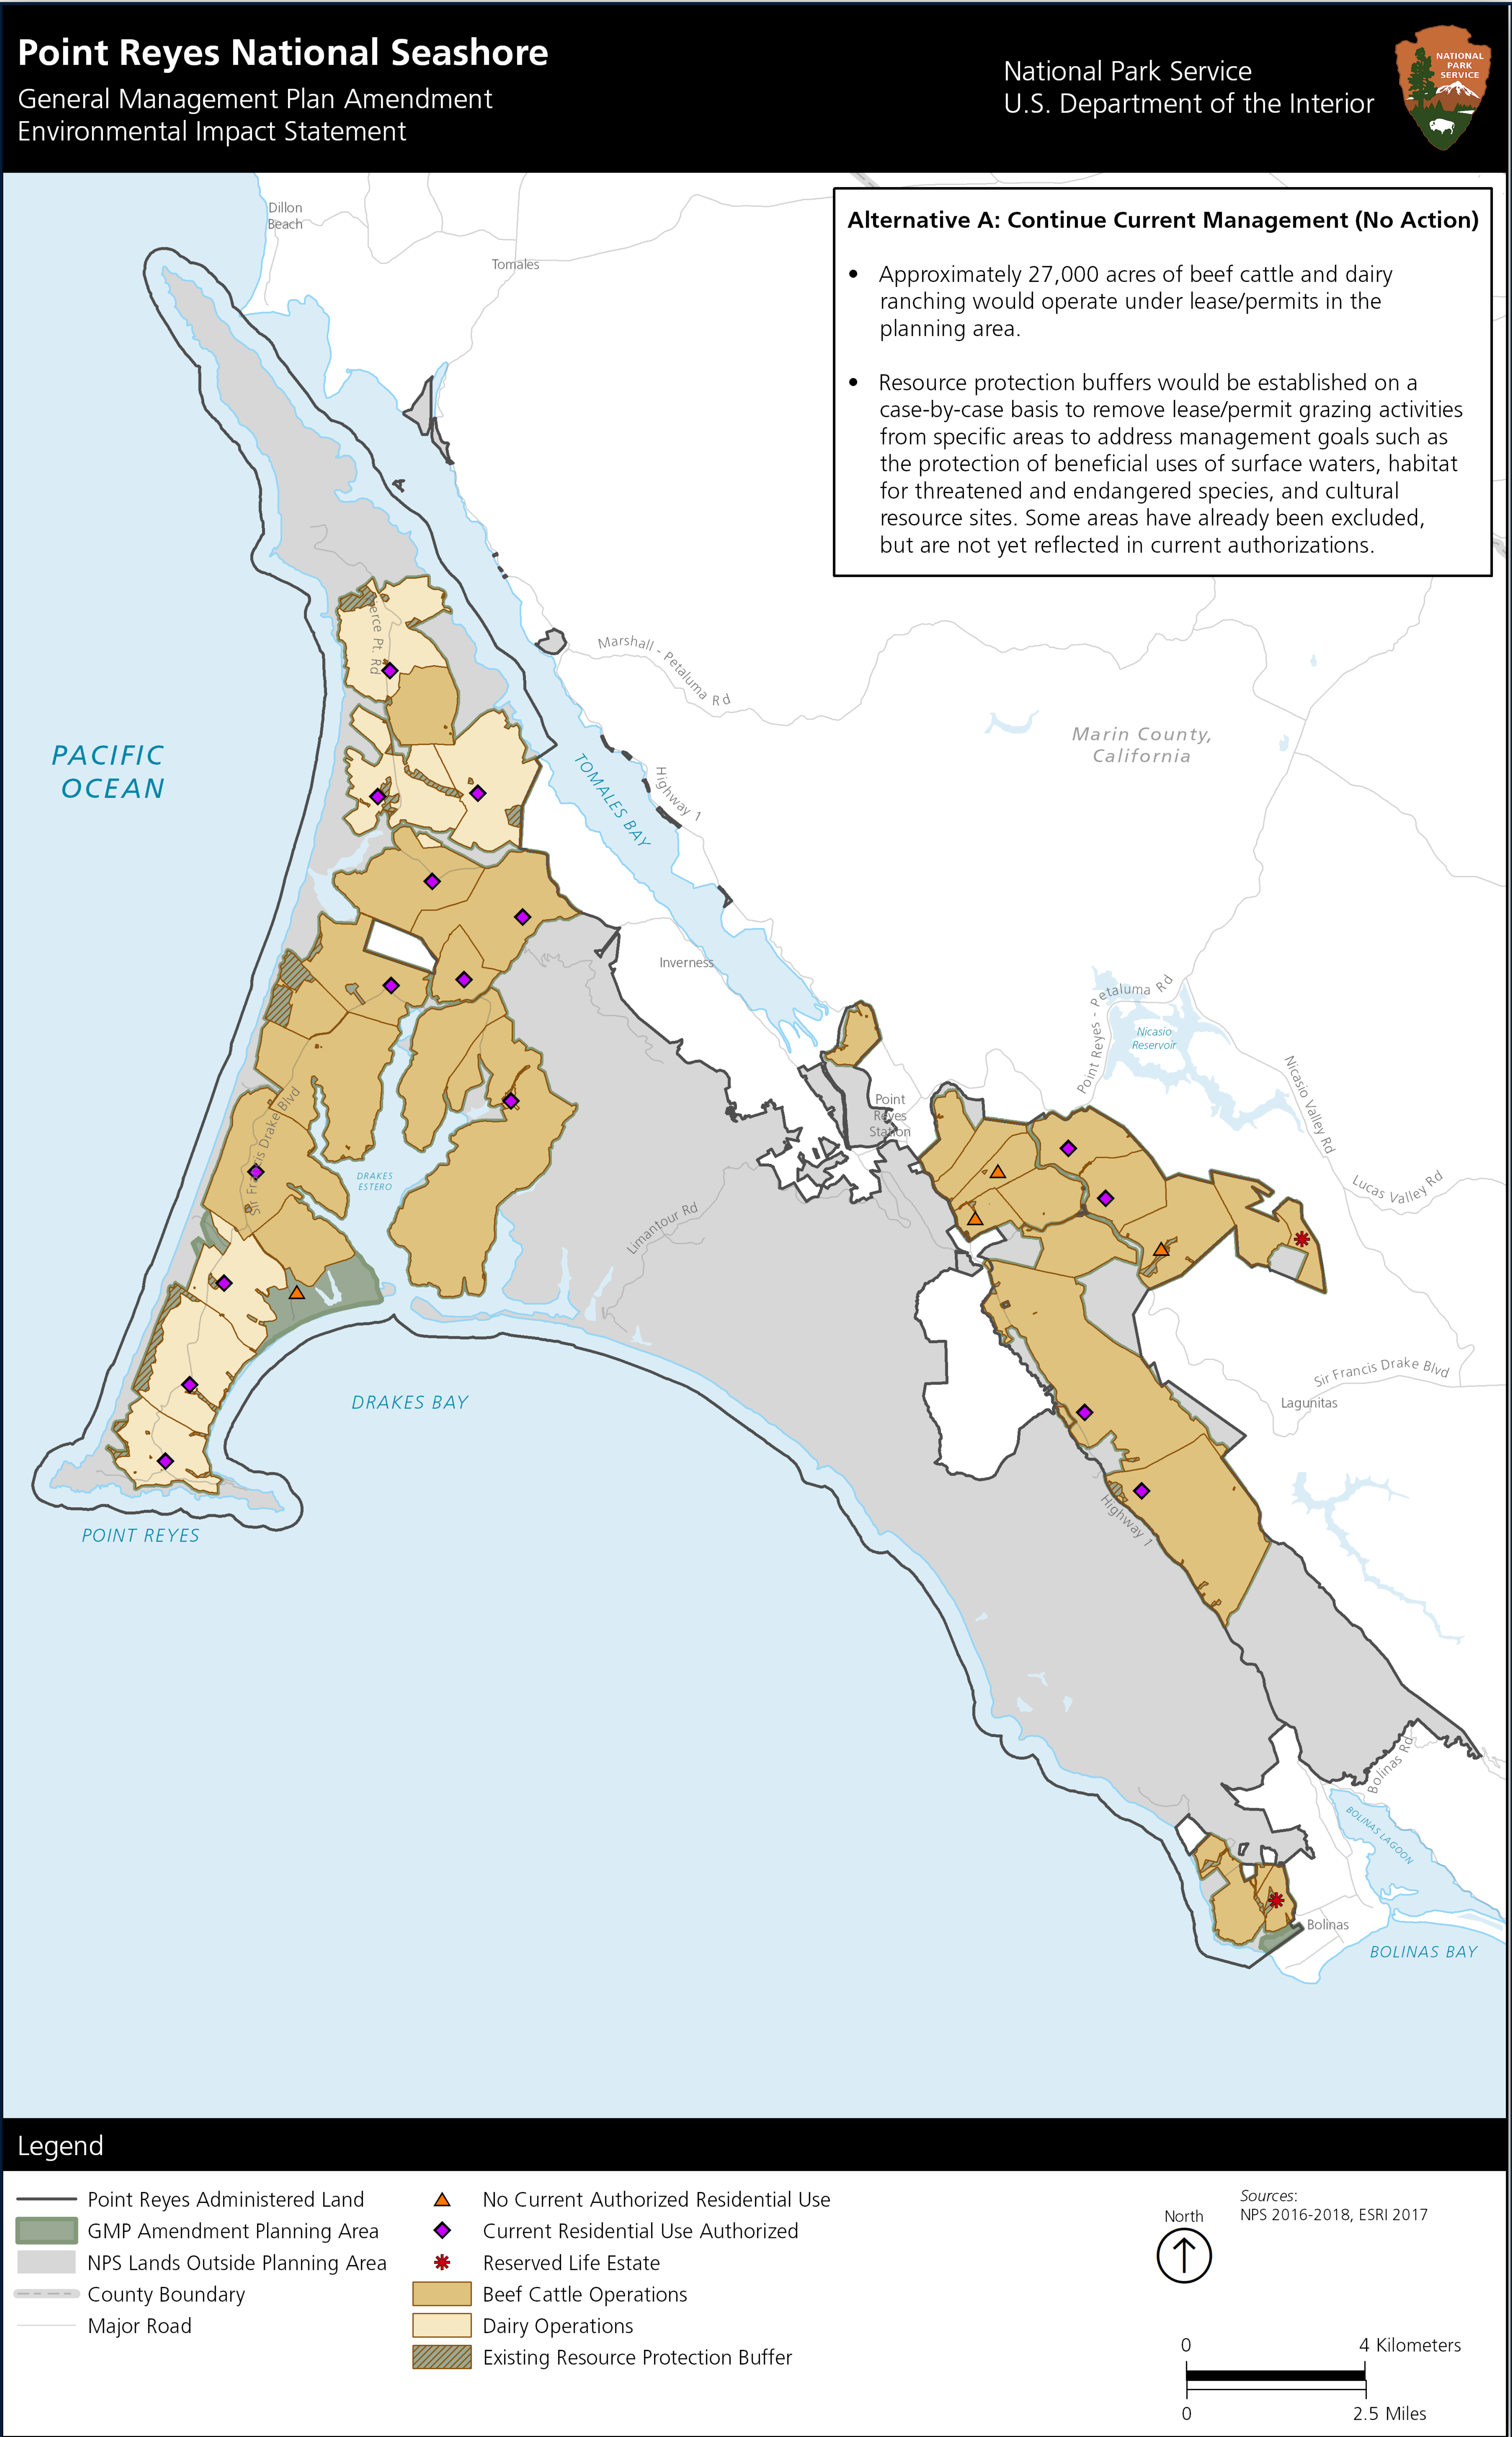 Point Reyes National Seashore
General Management Plan Amendment
Environmental Impact Statement
National Park Service
U.S. Department of the Interior
NATIONAL
PARK
SERVICE
Alternative A: Continue Current Management (No Action)
• Approximately 27,000 acres of beef cattle and dairy
ranching would operate under lease/permits in the
planning area.
• Resource protection buffers would be established on a
case-by-case basis to remove lease/permit grazing activities
from specific areas to address management goals such as
the protection of beneficial uses of surface waters, habitat
for threatened and endangered species, and cultural
resource sites. Some areas have already been excluded,
but are not yet reflected in current authorizations.
Dillon
Beach
Tomales
erce Pt. Rd
Marshall - Petaluma Rd
Marin County,
California
PACIFIC
OCEAN
TOMALES BAY
Highway 1
Inverness
Point Reyes - Petaluma Rd
Nicasio
Reservoir
Nicasio Valley Rd
Point
Reyes
Station
Lucas Valley Rd
Sir Francis Drake Blvd
DRAKES
ESTERO
Limantour Rd
Sir Francis Drake Blvd
Lagunitas
DRAKES BAY
Highway 1
POINT REYES
Bolinas Rd
BOLINAS LAGOON
Bolinas
BOLINAS BAY
Legend
Point Reyes Administered Land
GMP Amendment Planning Area
NPS Lands Outside Planning Area
County Boundary
Major Road
No Current Authorized Residential Use
Current Residential Use Authorized
Reserved Life Estate
Beef Cattle Operations
Dairy Operations
Existing Resource Protection Buffer
North
Sources:
NPS 2016-2018, ESRI 2017
0 4 Kilometers
0 2.5 Miles